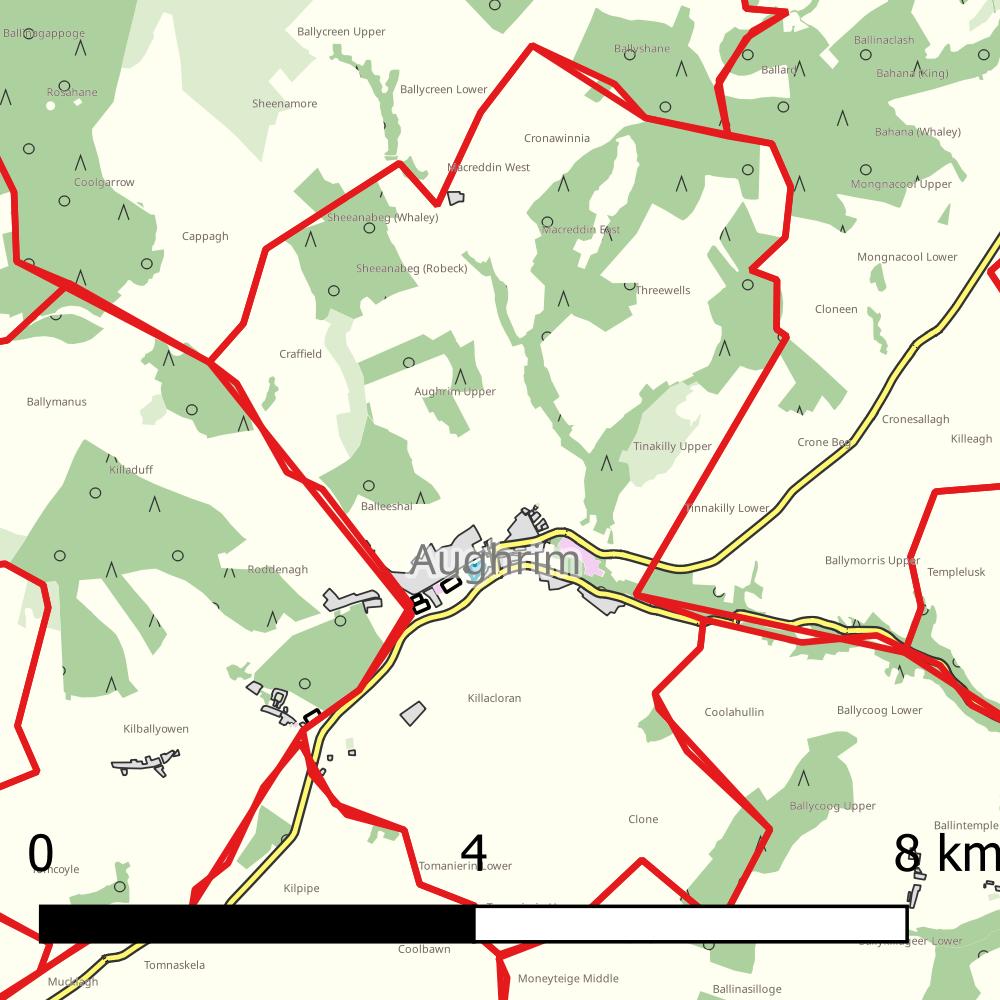 Ballycreen Upper
Ballinagappoge
Ballinaclash
Ballyshane
Ballard
Bahana (King)
Rosahane
Ballycreen Lower
Sheenamore
Cronawinnia
Bahana (Whaley)
Macreddin West
Coolgarrow
Mongnacool Upper
Sheeanabeg (Whaley)
Macreddin East
Cappagh
Mongnacool Lower
Sheeanabeg (Robeck)
Threewells
Cloneen
Craffield
Aughrim Upper
Ballymanus
Cronesallagh
Killeagh
Crone Beg
Tinakilly Upper
Killaduff
Balleeshal
Tinnakilly Lower
Aughrim
Ballymorris Upper
Roddenagh
Templelusk
Killacloran
Coolahullin
Ballycoog Lower
Kilballyowen
Ballycoog Upper
Clone
Ballintemple
0 4 8 km
Tomcoyle
Tomanierin Lower
Kilpipe
Coolbawn
Tomnaskela
Moneyteige Middle
Mucklagh
Ballinasilloge